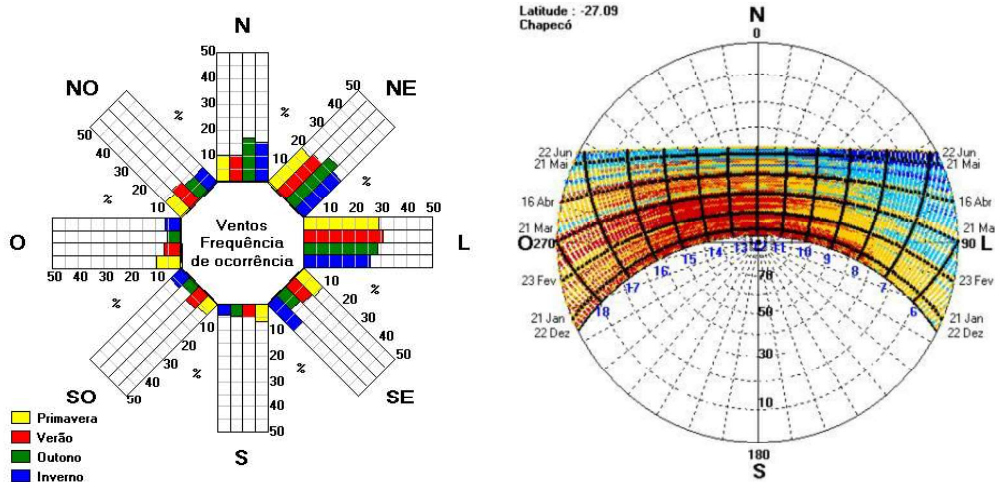 N
50
40
30
20
10
%
NO
50
40
30
20
10
%
NE
50
40
30
20
10
%
O
50 40 30 20 10
%
Ventos
Frequência
de ocorrência
10 20 30 40 50
L
%
SO
50
40
30
20
10
%
S
10
20
30
40
50
%
SE
10
20
30
40
50
Primavera
Verão
Outono
Inverno
Latitude : -27.09
Chapecó
N
0
22 Jun
21 Mai
16 Abr
21 Mar
O 270
23 Fev
21 Jan
22 Dez
22 Jun
21 Mai
16 Abr
21 Mar
90 L
23 Fev
21 Jan
22 Dez
18 17 16 15 14 13 12 11 10 9 8 7 6
70
50
30
10
180
S